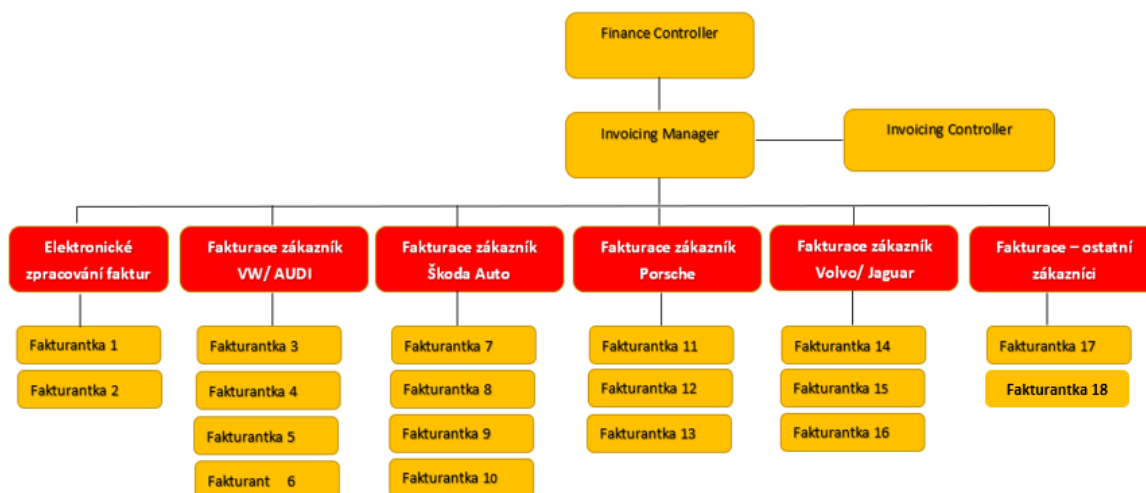 Finance Controller
Invoicing Manager
Invoicing Controller
Elektronické
zpracování faktur
Fakturace zákazník
VW/ AUDI
Fakturace zákazník
Škoda Auto
Fakturace zákazník
Porsche
Fakturace zákazník
Volvo/ Jaguar
Fakturace – ostatní
zákazníci
Fakturantka 1
Fakturantka 2
Fakturantka 3
Fakturantka 4
Fakturantka 5
Fakturant 6
Fakturantka 7
Fakturantka 8
Fakturantka 9
Fakturantka 10
Fakturantka 11
Fakturantka 12
Fakturantka 13
Fakturantka 14
Fakturantka 15
Fakturantka 16
Fakturantka 17
Fakturantka 18